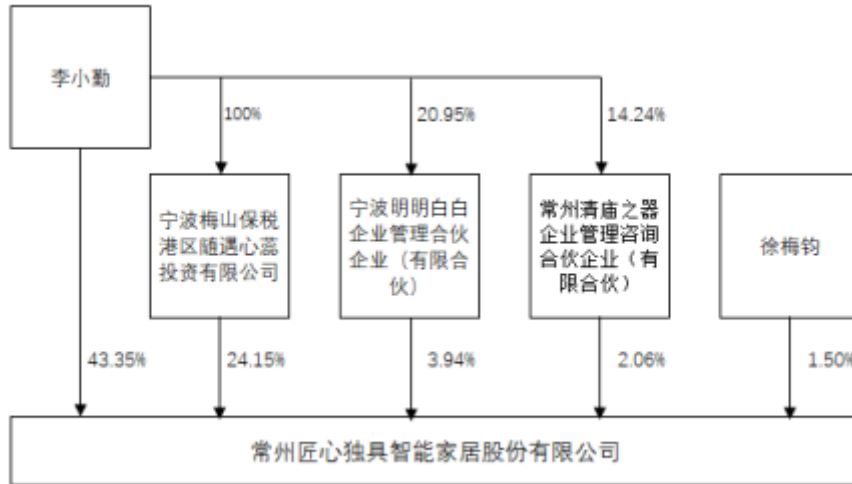 李小勤
100%
20.95%
14.24%
宁波梅山保税
港区随遇心蕊
投资有限公司
宁波明明白白
企业管理合伙
企业（有限合
伙）
常州清庙之器
企业管理咨询
合伙企业（有
限合伙）
徐梅钧
43.35%
24.15%
3.94%
2.06%
1.50%
常州匠心独具智能家居股份有限公司